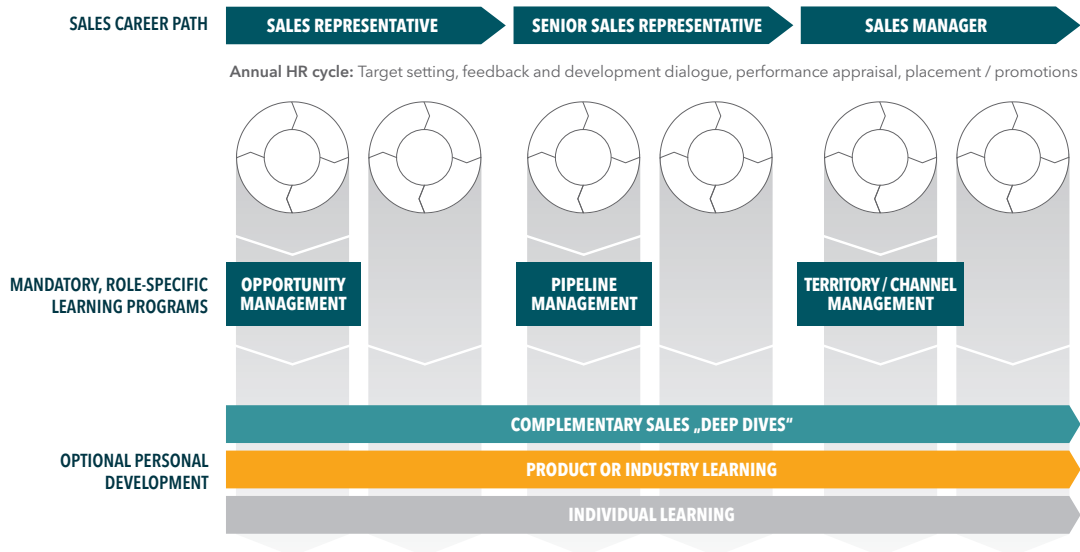 SALES CAREER PATH
SALES REPRESENTATIVE
SENIOR SALES REPRESENTATIVE
SALES MANAGER
Annual HR cycle: Target setting, feedback and development dialogue, performance appraisal, placement / promotions
MANDATORY, ROLE-SPECIFIC
LEARNING PROGRAMS
OPPORTUNITY
MANAGEMENT
PIPELINE
MANAGEMENT
TERRITORY / CHANNEL
MANAGEMENT
COMPLEMENTARY SALES „DEEP DIVES“
OPTIONAL PERSONAL
DEVELOPMENT
PRODUCT OR INDUSTRY LEARNING
INDIVIDUAL LEARNING